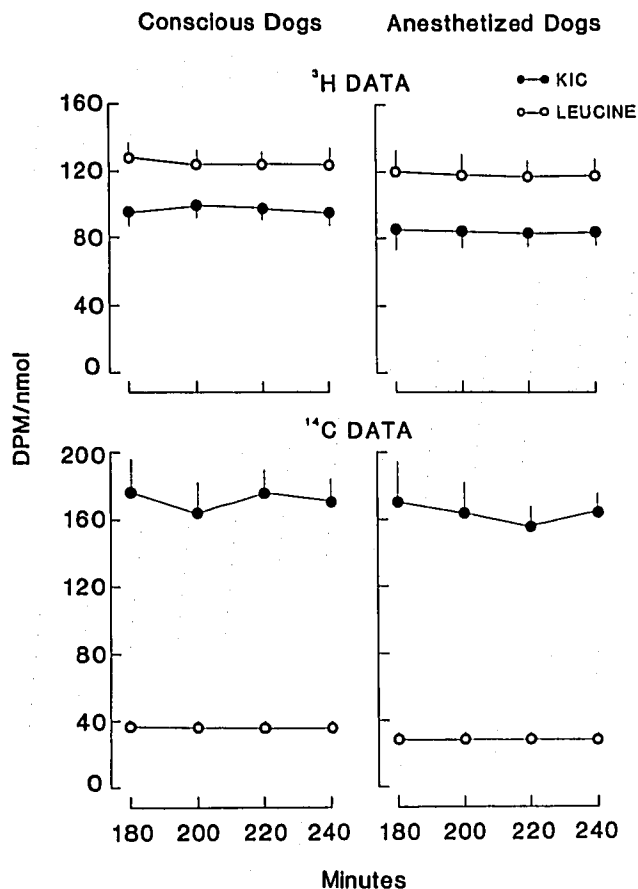 Conscious Dogs Anesthetized Dogs
³H DATA
KIC
LEUCINE
160
120
80
40
0
DPM/nmol
¹⁴C DATA
200
160
120
80
40
0
180 200 220 240 180 200 220 240
Minutes